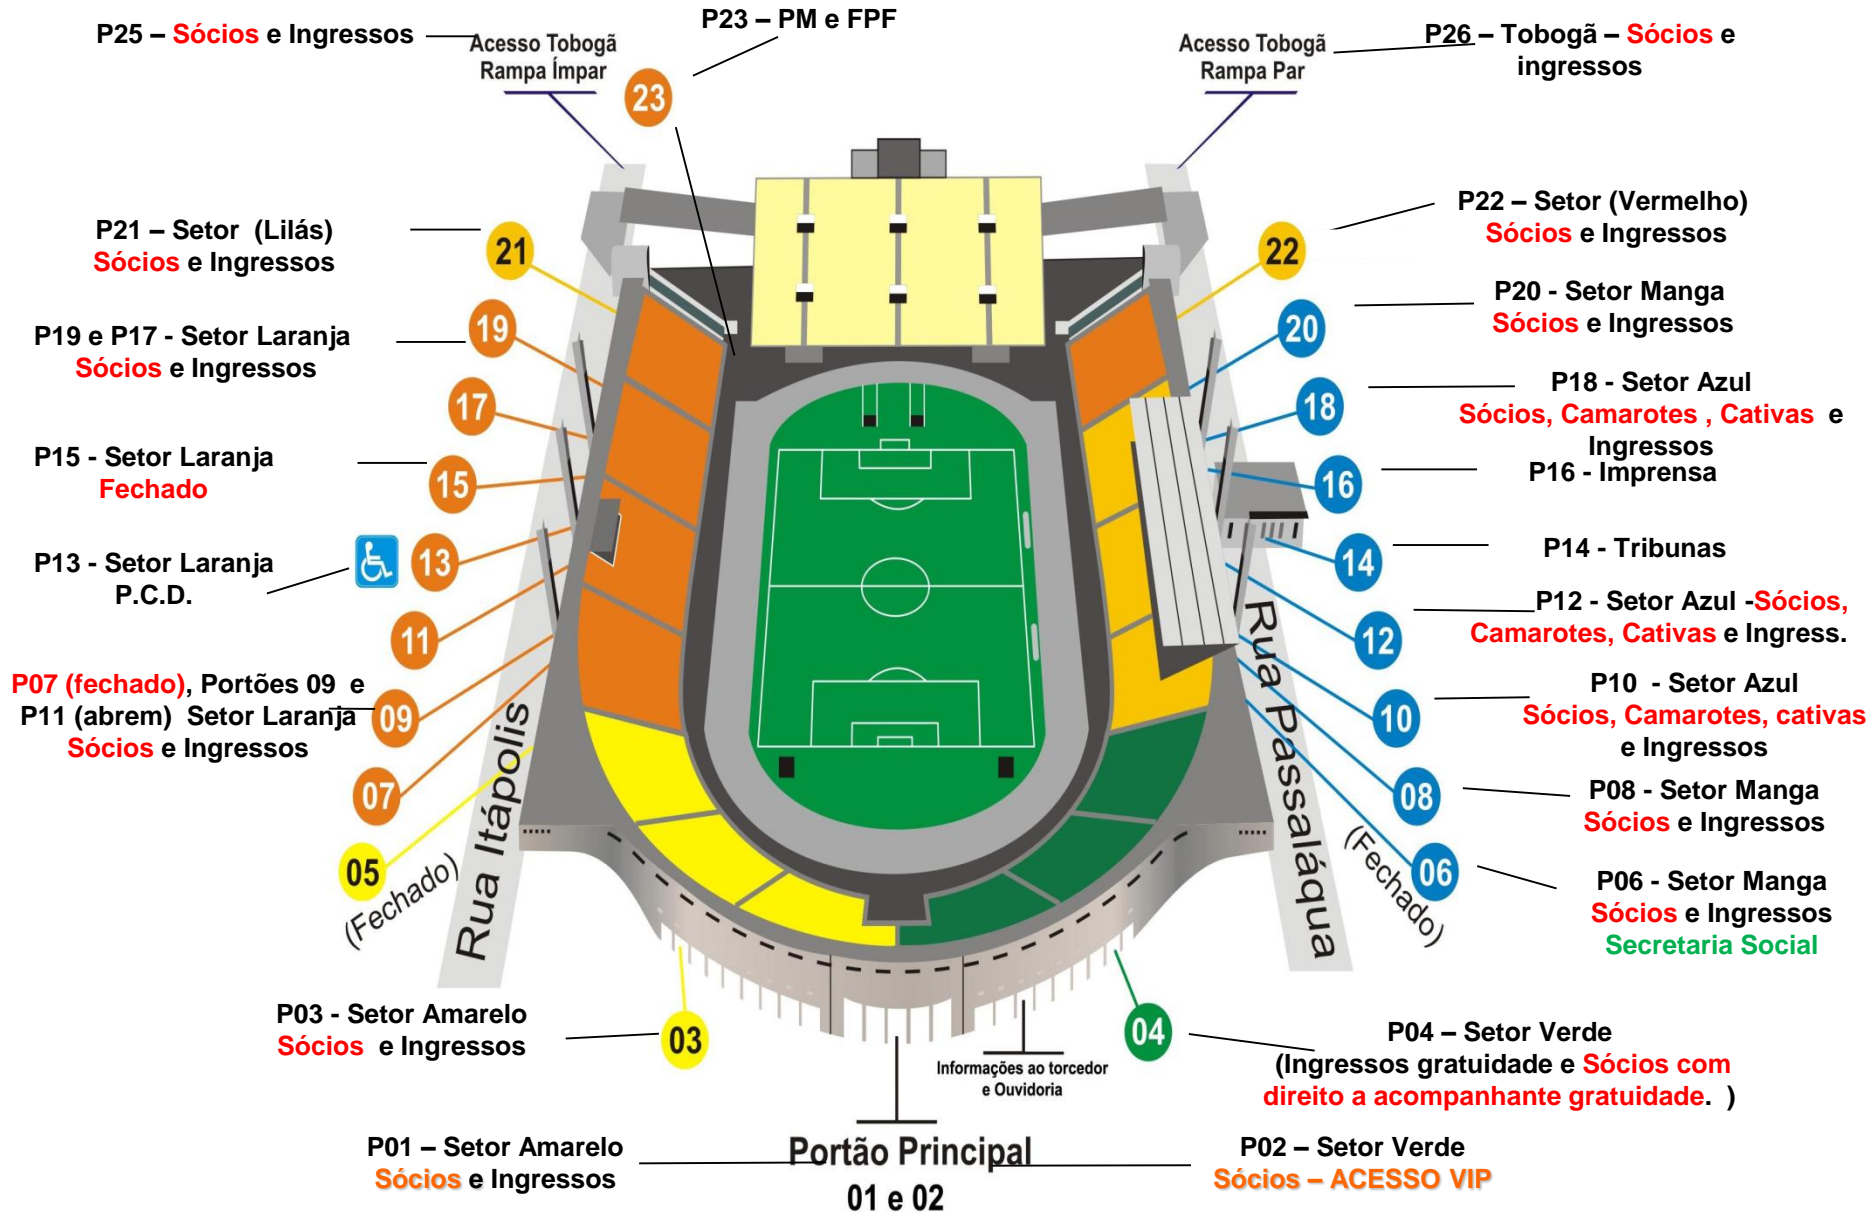 P25 – Sócios e Ingressos
Acesso Tobogã
Rampa Ímpar
P23 – PM e FPF
23
Acesso Tobogã
Rampa Par
P26 – Tobogã – Sócios e
ingressos
P21 – Setor (Lilás)
Sócios e Ingressos
21
P19 e P17 - Setor Laranja
Sócios e Ingressos
19
17
P15 - Setor Laranja
Fechado
15
P13 - Setor Laranja
P.C.D.
13
11
P07 (fechado), Portões 09 e
P11 (abrem) Setor Laranja
Sócios e Ingressos
09
07
05
(Fechado)
Rua Itápolis
P22 – Setor (Vermelho)
Sócios e Ingressos
22
P20 - Setor Manga
Sócios e Ingressos
20
P18 - Setor Azul
Sócios, Camarotes , Cativas e
Ingressos
18
P16 - Imprensa
16
P14 - Tribunas
14
P12 - Setor Azul -Sócios,
Camarotes, Cativas e Ingress.
12
P10 - Setor Azul
Sócios, Camarotes, cativas
e Ingressos
10
P08 - Setor Manga
Sócios e Ingressos
08
P06 - Setor Manga
Sócios e Ingressos
Secretaria Social
06
(Fechado)
Rua Passaláqua
P03 - Setor Amarelo
Sócios e Ingressos
03
Informações ao torcedor
e Ouvidoria
04
P04 – Setor Verde
(Ingressos gratuidade e Sócios com
direito a acompanhante gratuidade. )
P01 – Setor Amarelo
Sócios e Ingressos
Portão Principal
01 e 02
P02 – Setor Verde
Sócios – ACESSO VIP